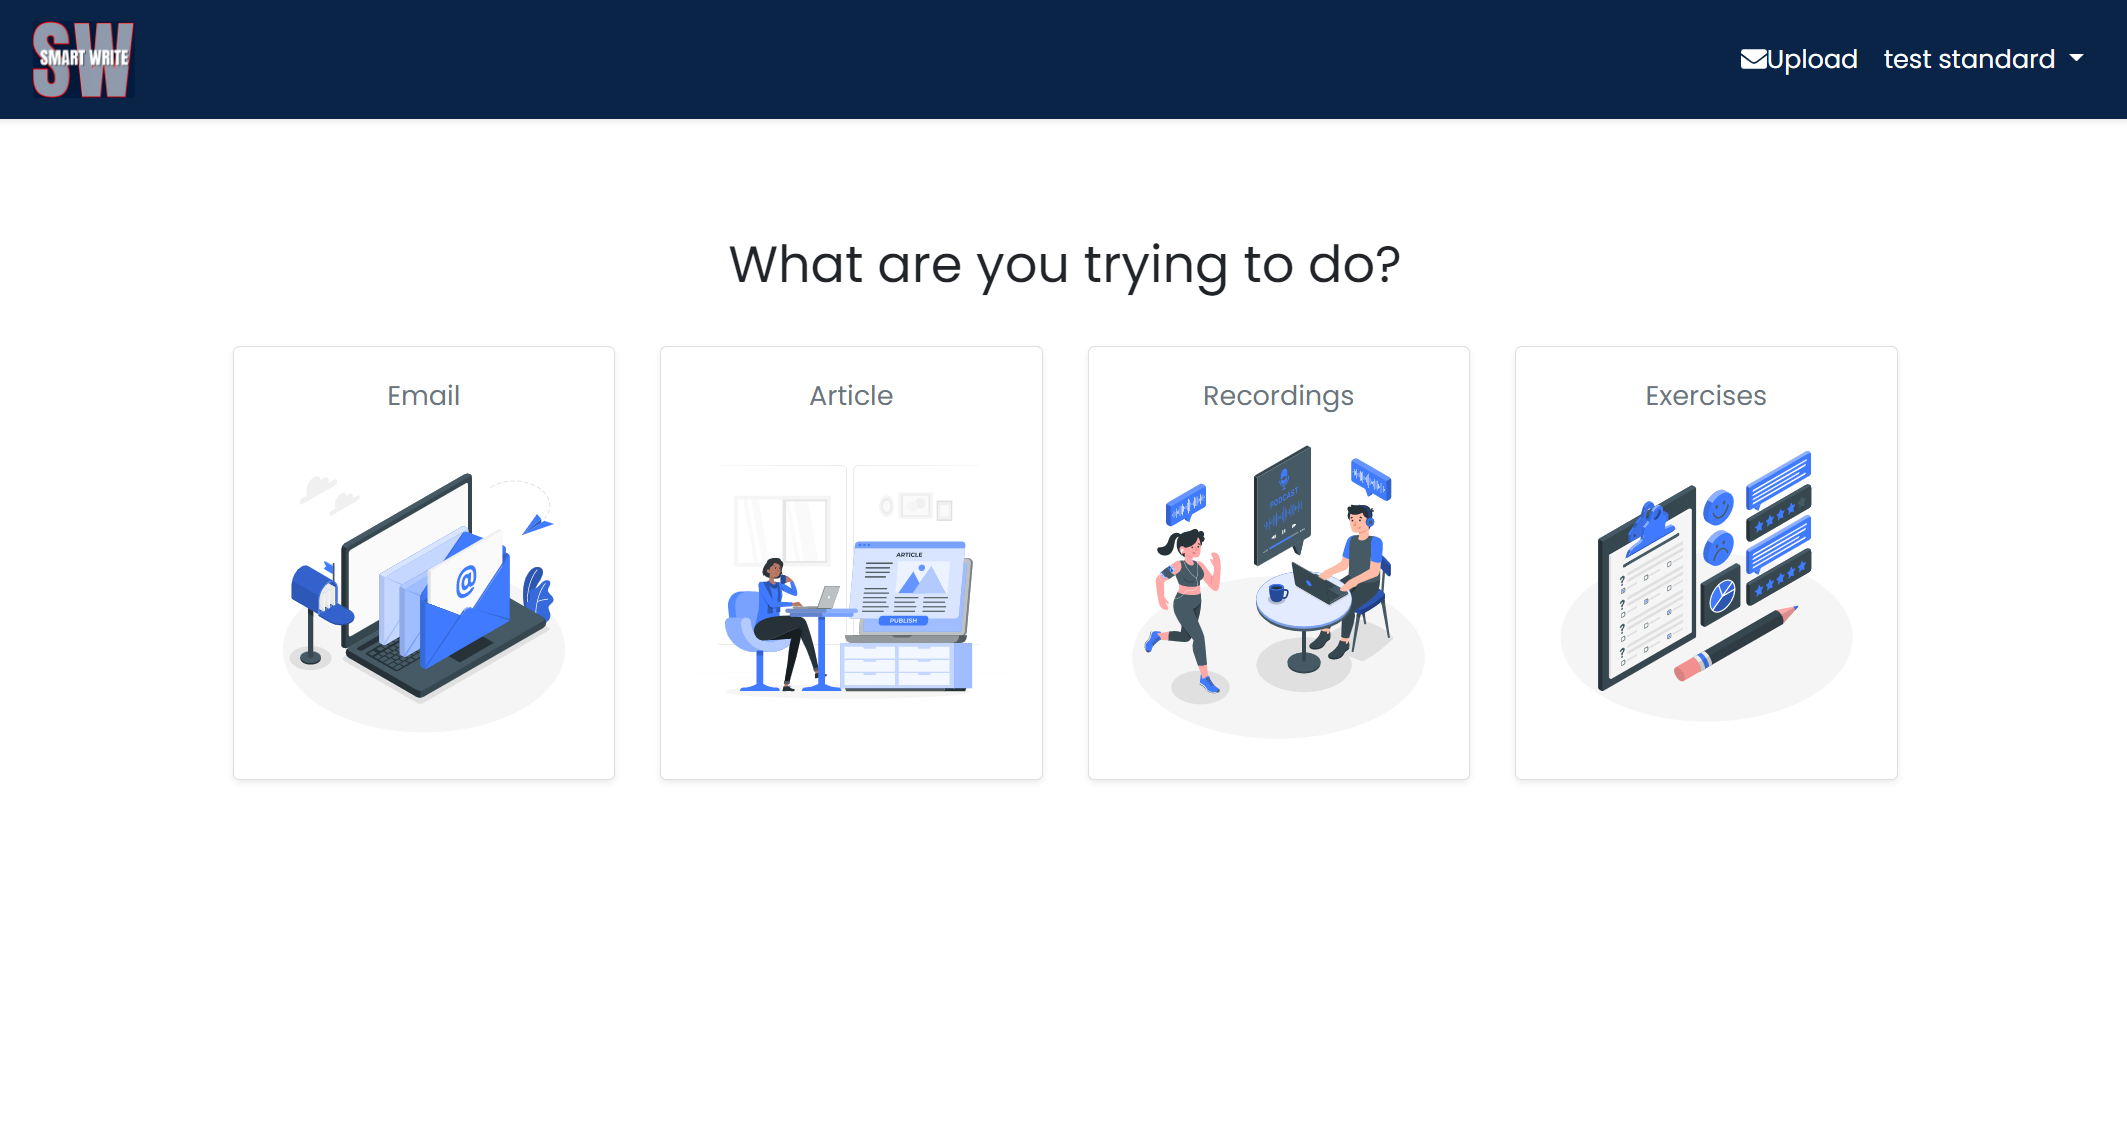 SW
SMART WRITE
Upload
test standard
What are you trying to do?
Email
Article
Recordings
Exercises
@
PODCAST
ARTICLE
PUBLISH
?
?
?
?